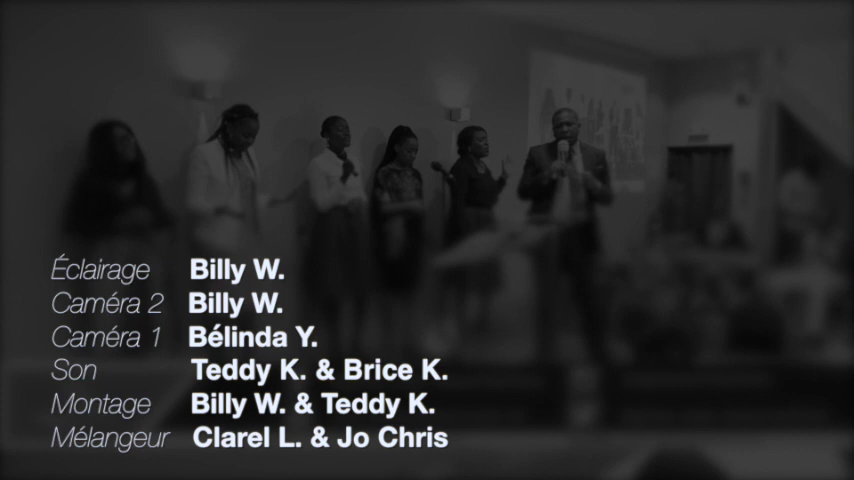 Éclairage Billy W.
Caméra 2 Billy W.
Caméra 1 Bélinda Y.
Son Teddy K. & Brice K.
Montage Billy W. & Teddy K.
Mélangeur Clarel L. & Jo Chris